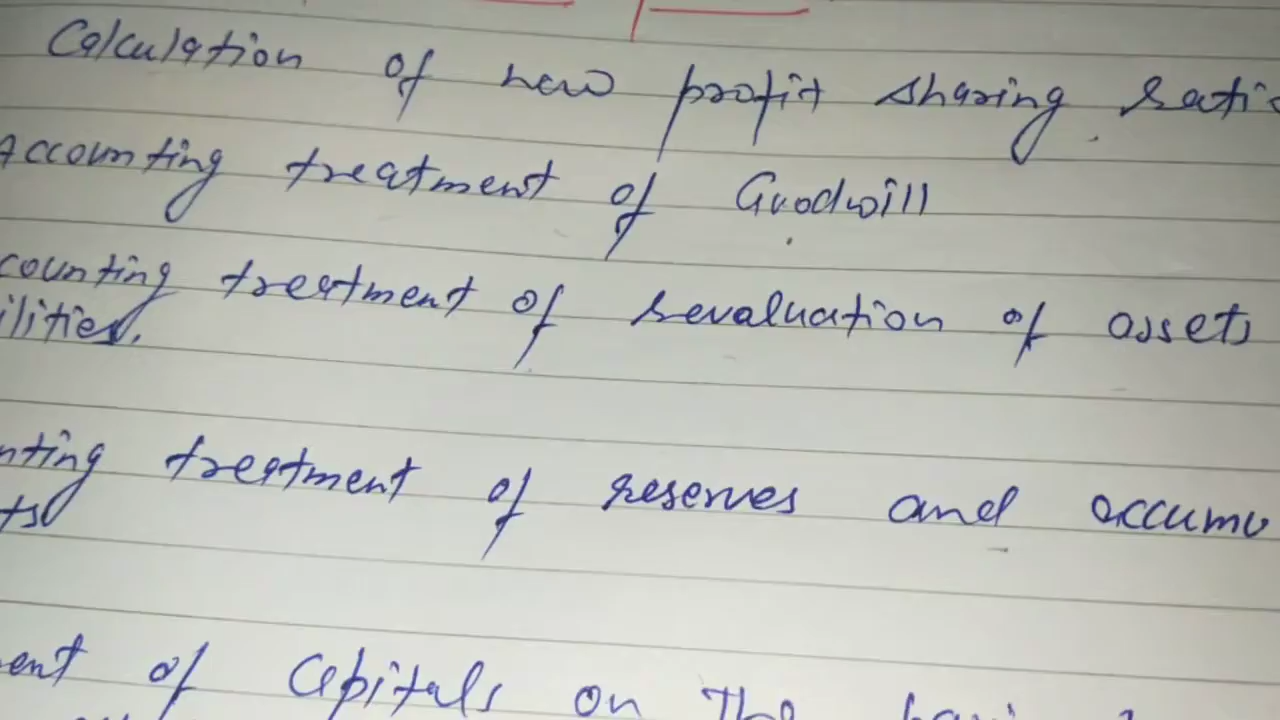 Calculation of new profit sharing ratio
Accounting treatment of Goodwill
counting treatment of revaluation of assets
ilities.
nting treatment of reserves and accumu
ts)
ent of Capitals on the